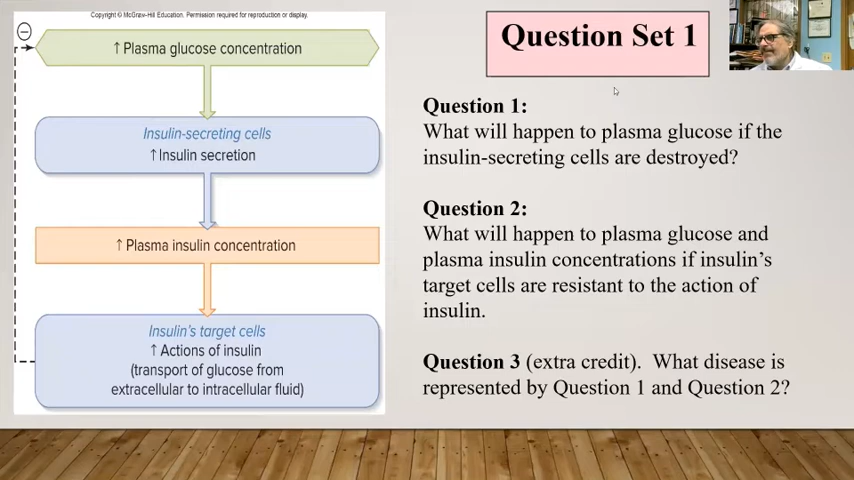 Copyright © McGraw-Hill Education. Permission required for reproduction or display.
↑ Plasma glucose concentration
Insulin-secreting cells
↑ Insulin secretion
↑ Plasma insulin concentration
Insulin's target cells
↑ Actions of insulin
(transport of glucose from
extracellular to intracellular fluid)
Question Set 1
Question 1:
What will happen to plasma glucose if the
insulin-secreting cells are destroyed?
Question 2:
What will happen to plasma glucose and
plasma insulin concentrations if insulin's
target cells are resistant to the action of
insulin.
Question 3 (extra credit). What disease is
represented by Question 1 and Question 2?